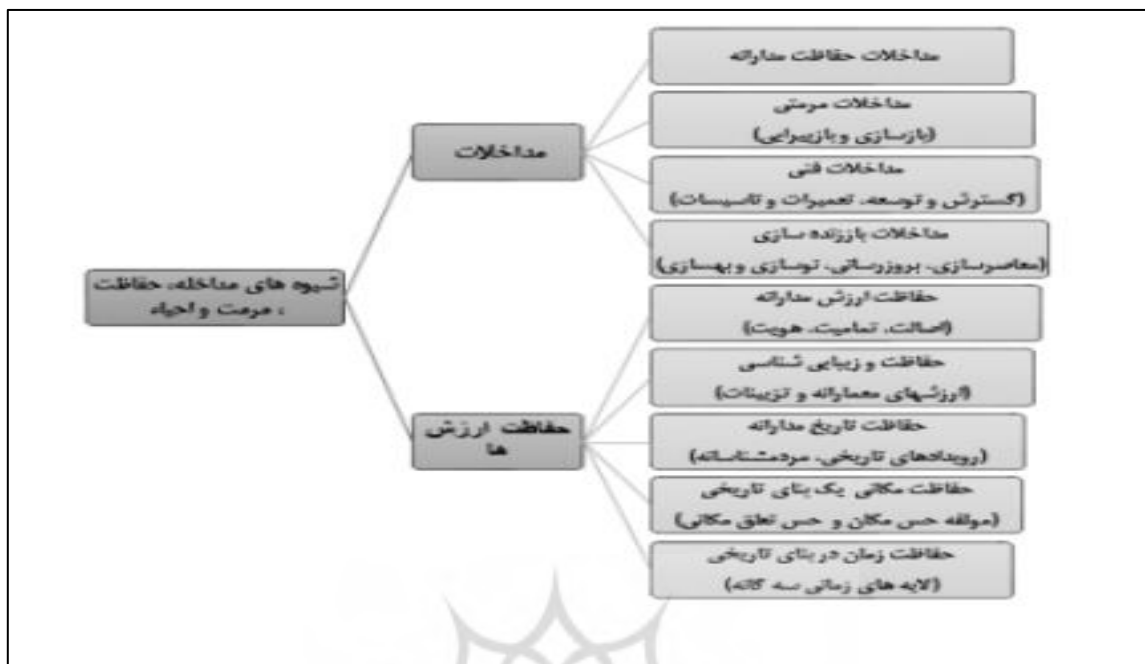 شیوه های مداخله، حفاظت
، مرمت و احیاء
مداخلات
مداخلات حفاظت مدارانه
مداخلات مرمتی
(بازسازی و بازپیرایی)
مداخلات فنی
(گسترش و توسعه، تعمیرات و تاسیسات)
مداخلات باززنده سازی
(معاصرسازی، بروزرسانی، نوسازی و بهسازی)
حفاظت ارزش
ها
حفاظت ارزش مدارانه
(اصالت، تمامیت، هویت)
حفاظت و زیبایی شناسی
(ارزشهای معمارانه و تزیینات)
حفاظت تاریخ مدارانه
(رویدادهای تاریخی، مردمشناسانه)
حفاظت مکانی یک بنای تاریخی
(مولفه حس مکان و حس تعلق مکانی)
حفاظت زمان در بنای تاریخی
(لایه های زمانی سه گانه)